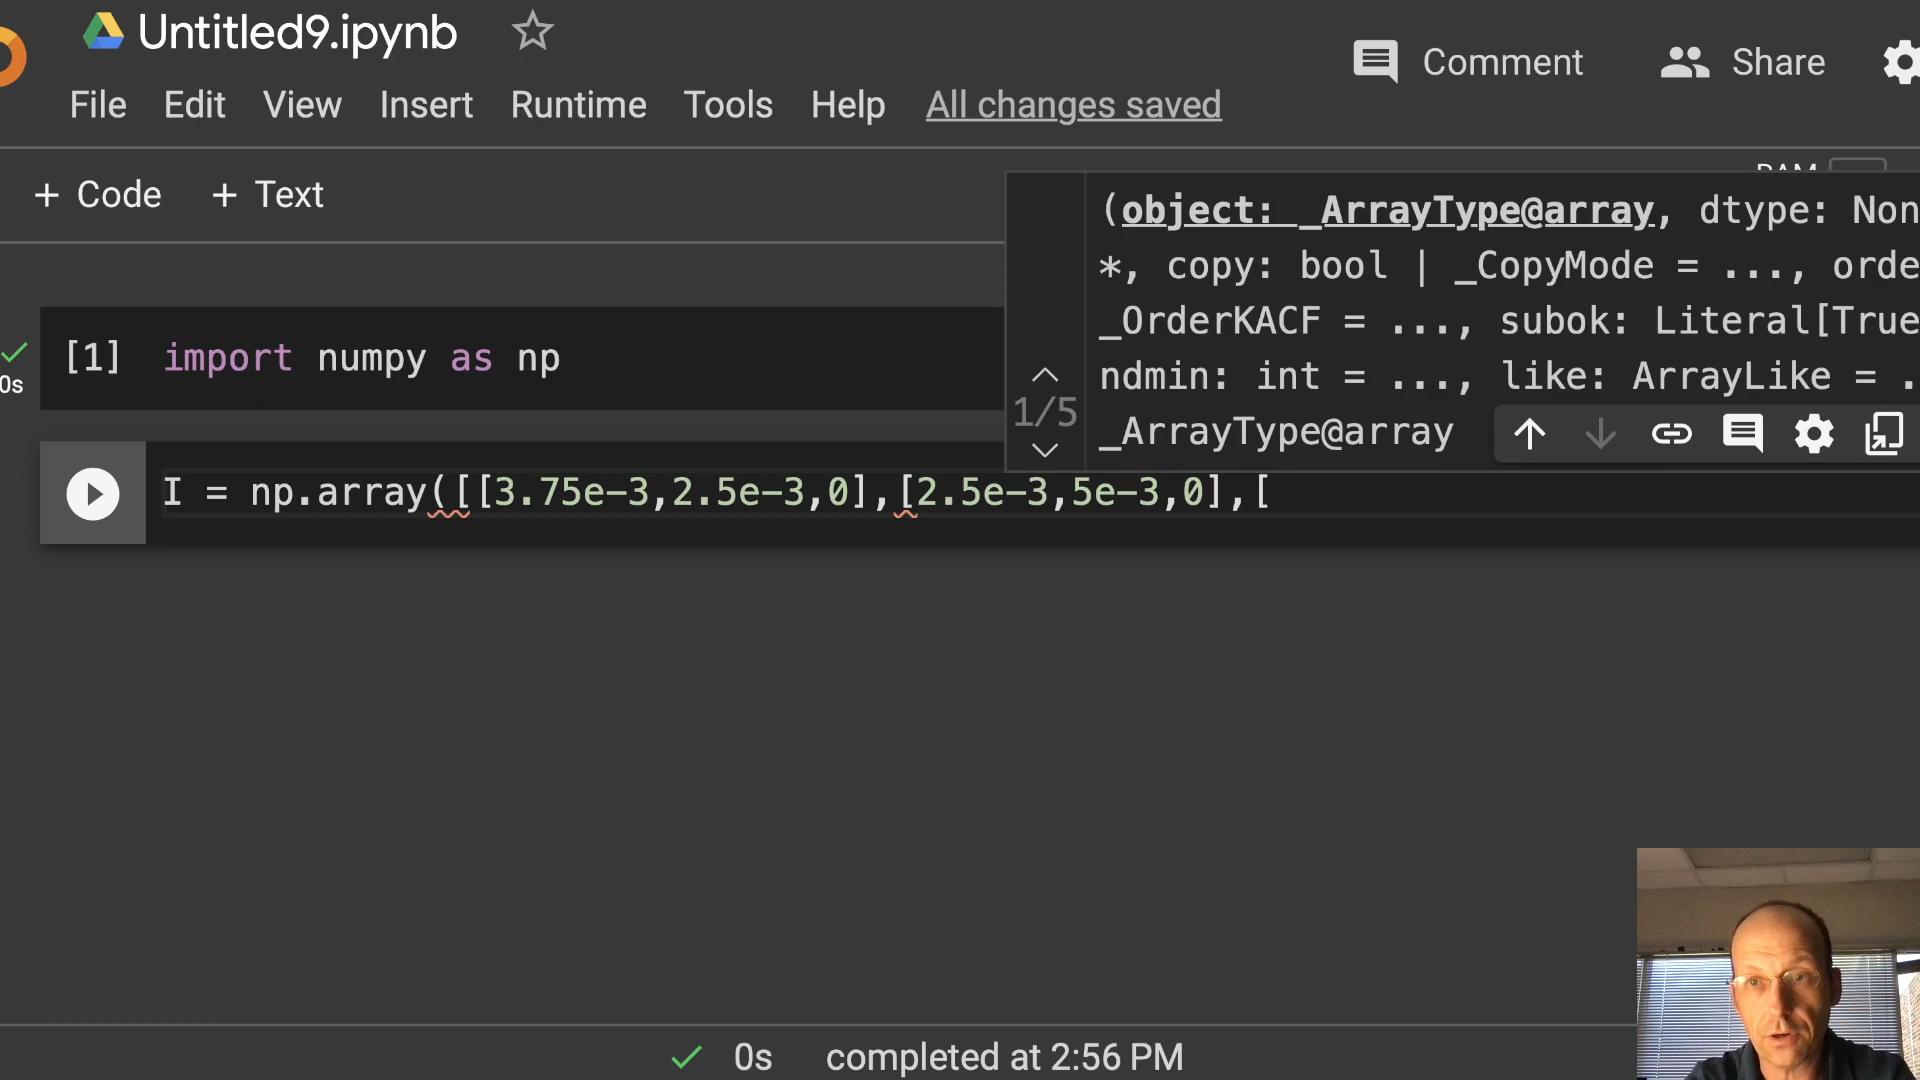 Untitled9.ipynb
Comment Share
File Edit View Insert Runtime Tools Help All changes saved
+ Code + Text
(object: _ArrayType@array, dtype: Non
*, copy: bool | _CopyMode = ..., orde
_OrderKACF = ..., subok: Literal[True
ndmin: int = ..., like: ArrayLike = .
_ArrayType@array
1/5
[1] import numpy as np
0s
I = np.array([[3.75e-3,2.5e-3,0],[2.5e-3,5e-3,0],[
0s completed at 2:56 PM